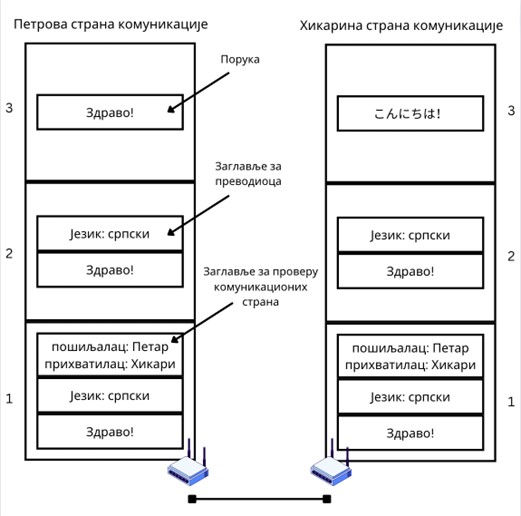 Петрова страна комуникације
3
Здраво!
2
Језик: српски
Здраво!
1
пошиљалац: Петар
прихватилац: Хикари
Језик: српски
Здраво!
Порука
Заглавље за
преводиоца
Заглавље за проверу
комуникационих
страна
Хикарина страна комуникације
こんにちは!
3
Језик: српски
Здраво!
2
пошиљалац: Петар
прихватилац: Хикари
Језик: српски
Здраво!
1